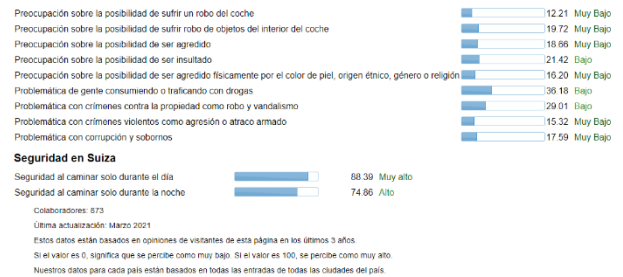 Preocupación sobre la posibilidad de sufrir un robo del coche 12.21 Muy Bajo
Preocupación sobre la posibilidad de sufrir robo de objetos del interior del coche 19.72 Muy Bajo
Preocupación sobre la posibilidad de ser agredido 18.66 Muy Bajo
Preocupación sobre la posibilidad de ser insultado 21.42 Bajo
Preocupación sobre la posibilidad de ser agredido físicamente por el color de piel, origen étnico, género o religión 16.20 Muy Bajo
Problemática de gente consumiendo o traficando con drogas 36.18 Bajo
Problemática con crímenes contra la propiedad como robo y vandalismo 29.01 Bajo
Problemática con crímenes violentos como agresión o atraco armado 15.32 Muy Bajo
Problemática con corrupción y sobornos 17.59 Muy Bajo
Seguridad en Suiza
Seguridad al caminar solo durante el día 88.39 Muy alto
Seguridad al caminar solo durante la noche 74.86 Alto
Colaboradores: 873
Última actualización: Marzo 2021
Estos datos están basados en opiniones de visitantes de esta página en los últimos 3 años.
Si el valor es 0, significa que se percibe como muy bajo. Si el valor es 100, se percibe como muy alto.
Nuestros datos para cada país están basados en todas las entradas de todas las ciudades del país.